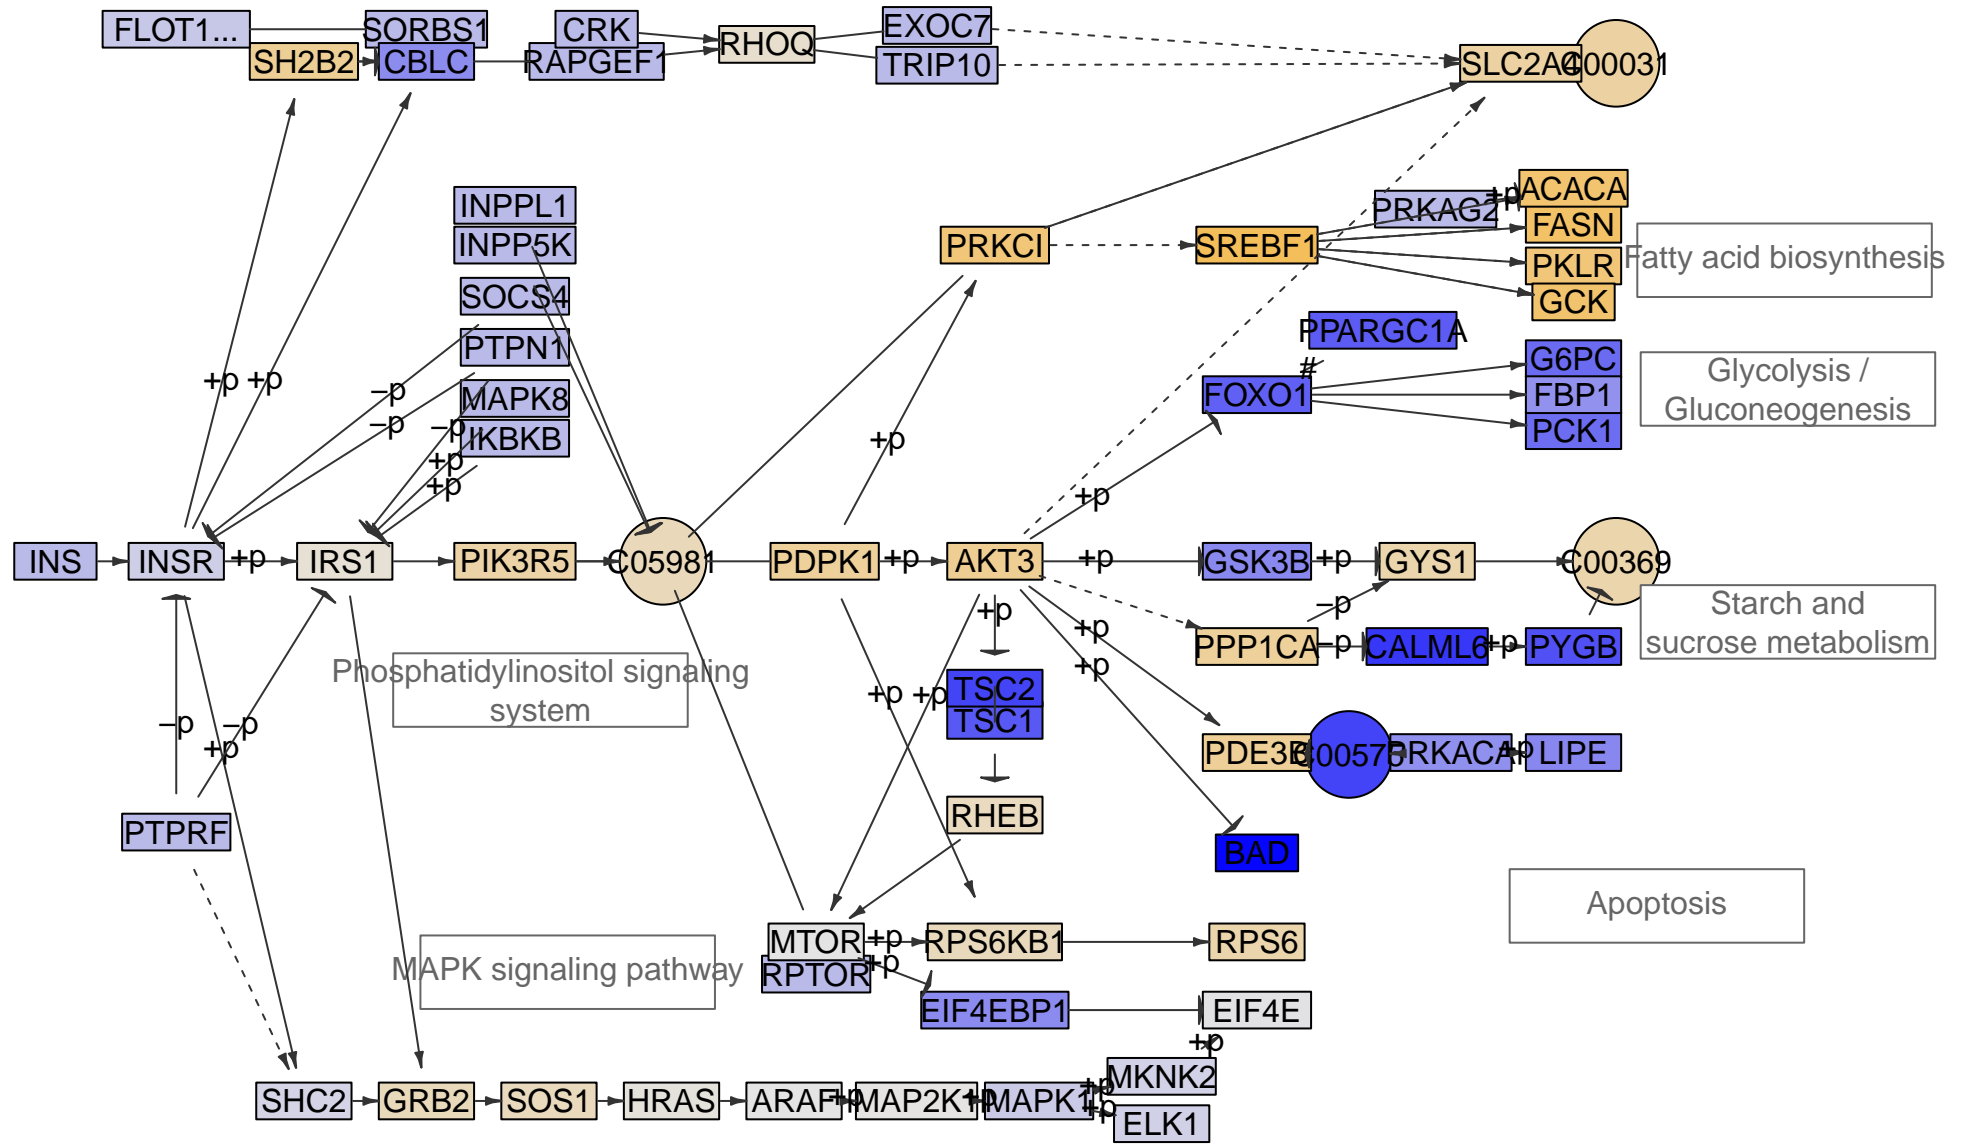 FLOT1...
SORBS1
CRK
EXOC7
SH2B2
CBLC
RAPGEF1
RHOQ
TRIP10
SLC2A4
C00031
INPPL1
INPP5K
SOCS4
PTPN1
MAPK8
IKBKB
PRKCI
SREBF1
PRKAG2
+p
ACACA
FASN
PKLR
GCK
Fatty acid biosynthesis
PPARGC1A
#
FOXO1
G6PC
FBP1
PCK1
Glycolysis /
Gluconeogenesis
+p
+p
−p
−p
−p
+p
+p
+p
+p
INS
INSR
+p
IRS1
PIK3R5
C05981
PDPK1
+p
AKT3
+p
GSK3B
+p
GYS1
C00369
+p
+p
+p
−p
PPP1CA
−p
CALML6
+p
PYGB
Starch and
sucrose metabolism
Phosphatidylinositol signaling
system
−p
+p
−p
+p
+p
TSC2
TSC1
PDE3B
C00575
PRKACA
+p
LIPE
PTPRF
RHEB
BAD
Apoptosis
MAPK signaling pathway
MTOR
RPTOR
+p
+p
RPS6KB1
RPS6
EIF4EBP1
EIF4E
+p
SHC2
GRB2
SOS1
HRAS
ARAF
+p
MAP2K1
+p
MAPK1
+p
+p
MKNK2
ELK1